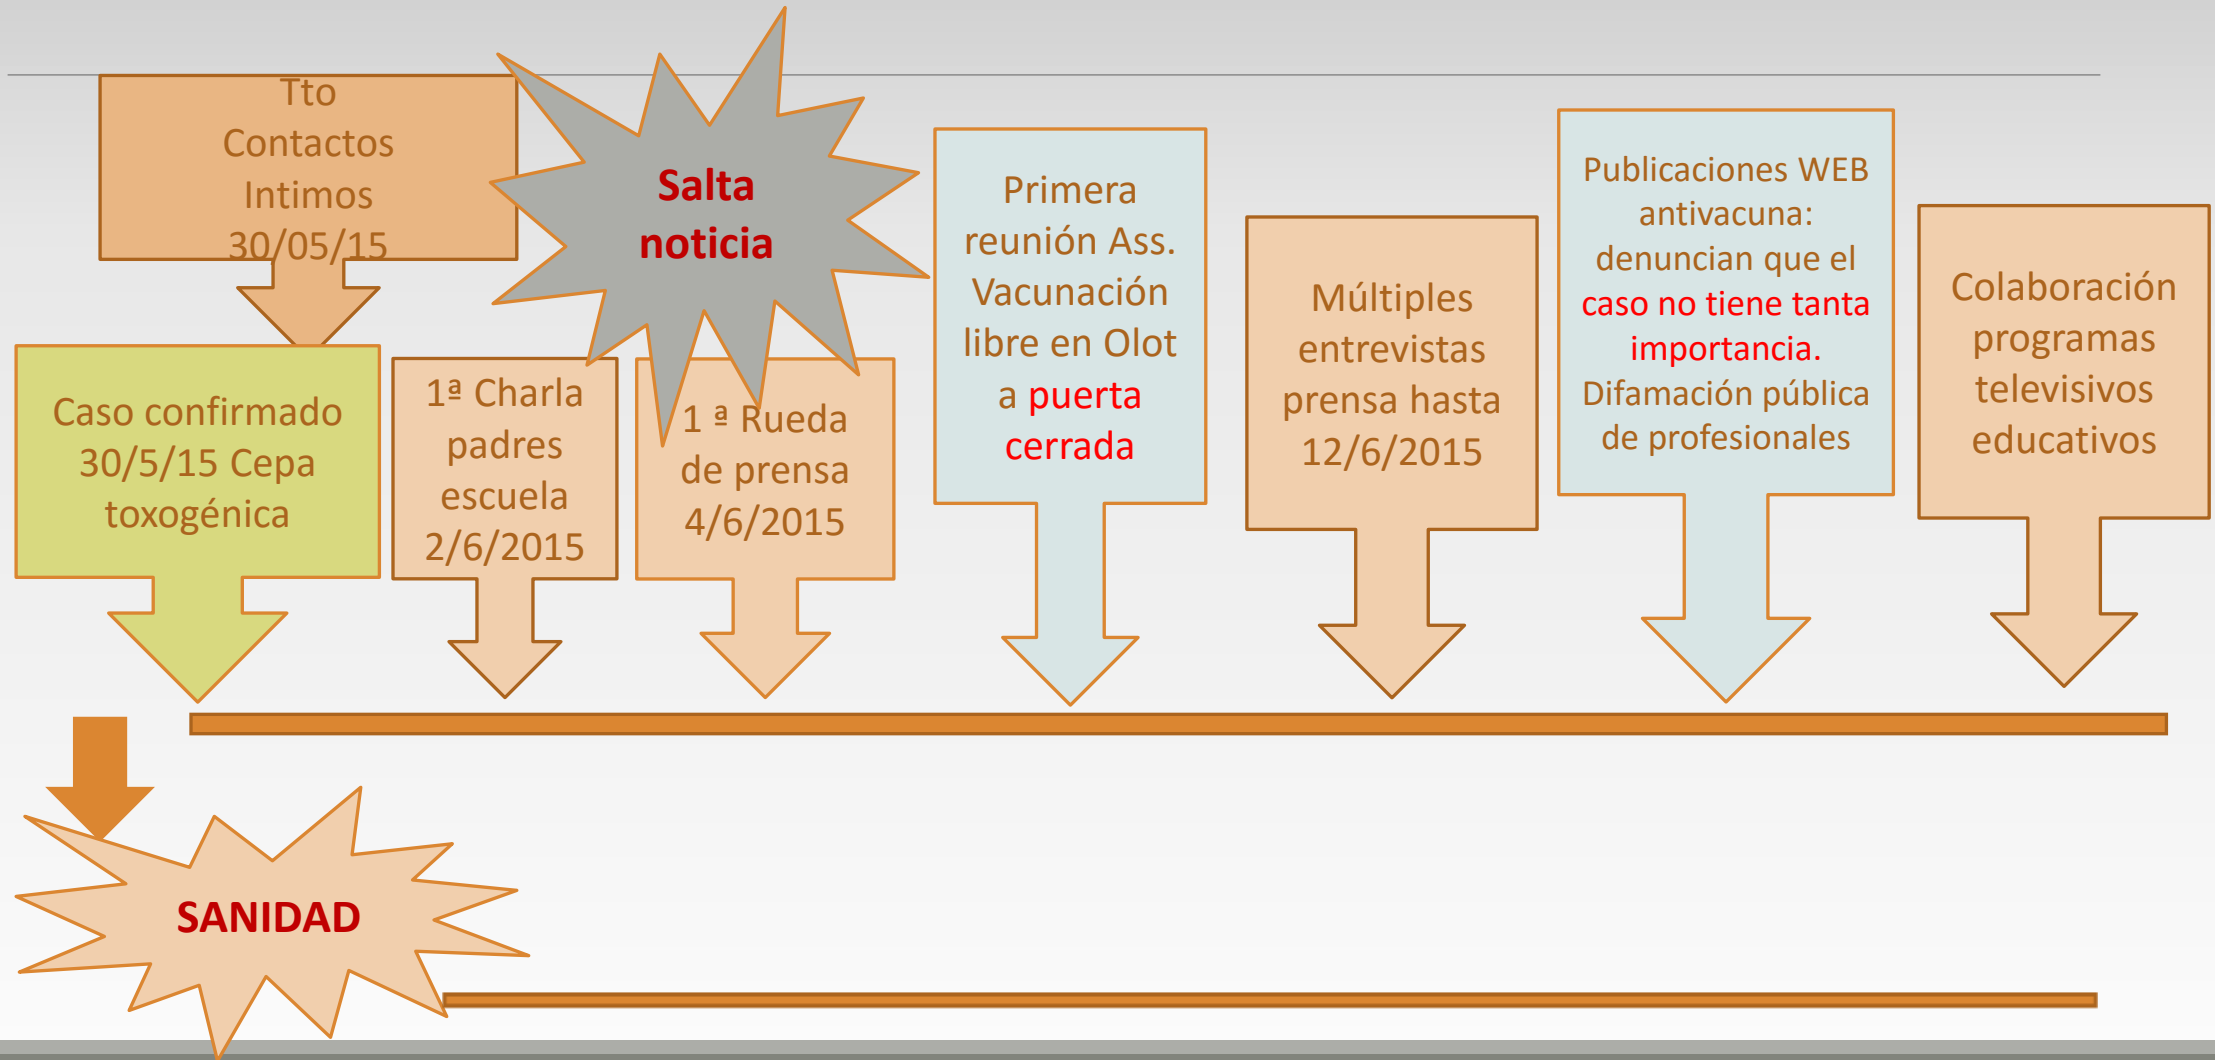 Tto
Contactos
Intimos
30/05/15
Caso confirmado
30/5/15 Cepa
toxogénica
1ª Charla
padres
escuela
2/6/2015
Salta
noticia
1 ª Rueda
de prensa
4/6/2015
Primera
reunión Ass.
Vacunación
libre en Olot
a puerta
cerrada
Múltiples
entrevistas
prensa hasta
12/6/2015
Publicaciones WEB
antivacuna:
denuncian que el
caso no tiene tanta
importancia.
Difamación pública
de profesionales
Colaboración
programas
televisivos
educativos
SANIDAD